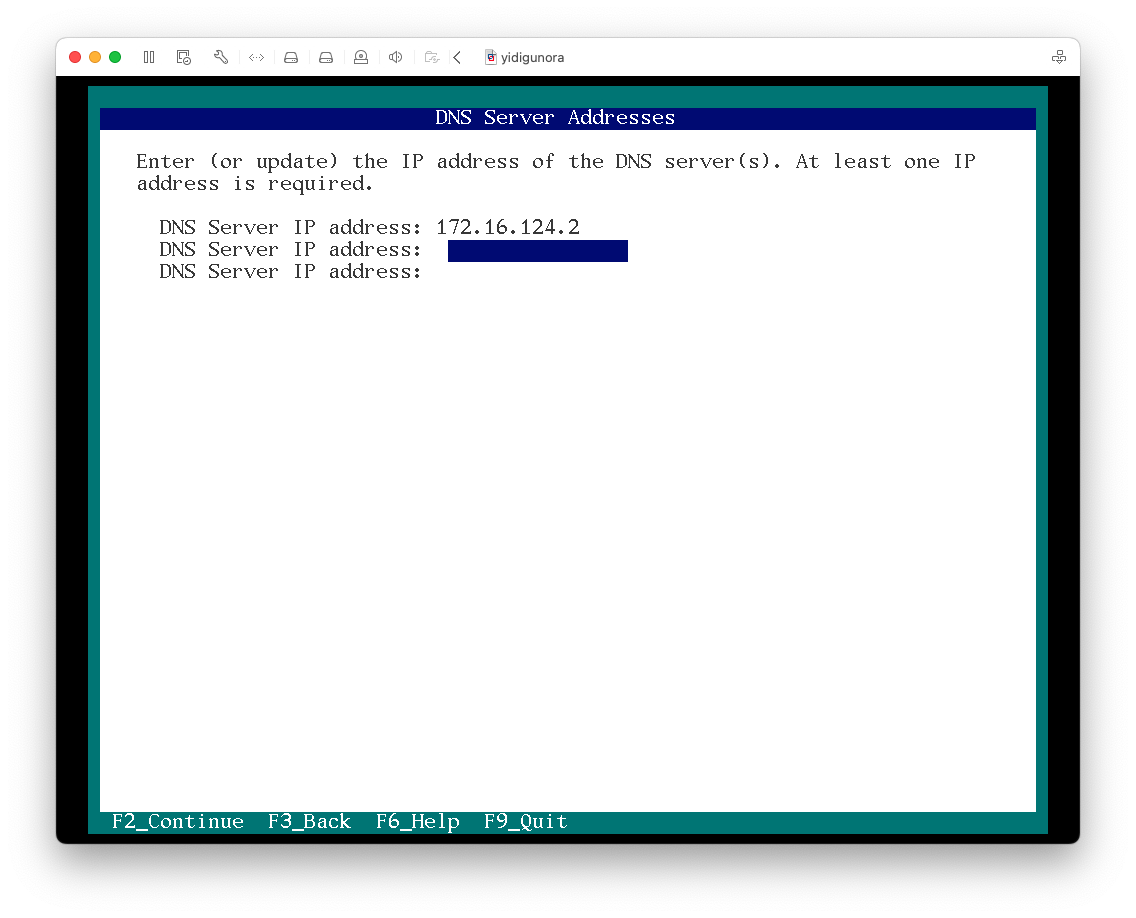 yidigunora
DNS Server Addresses
Enter (or update) the IP address of the DNS server(s). At least one IP
address is required.
DNS Server IP address: 172.16.124.2
DNS Server IP address:
DNS Server IP address:
F2_Continue F3_Back F6_Help F9_Quit